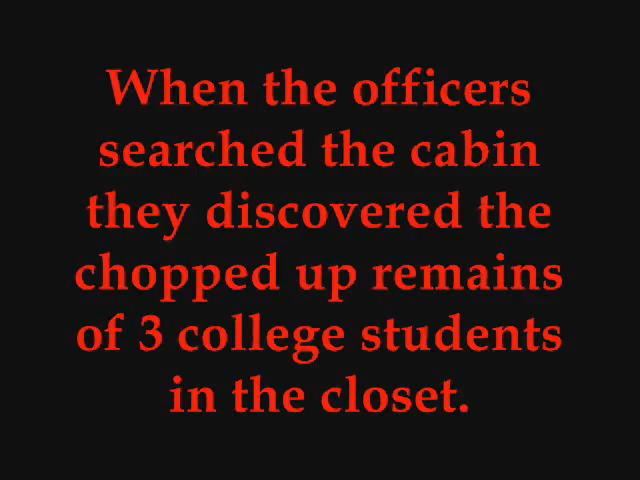 When the officers
searched the cabin
they discovered the
chopped up remains
of 3 college students
in the closet.